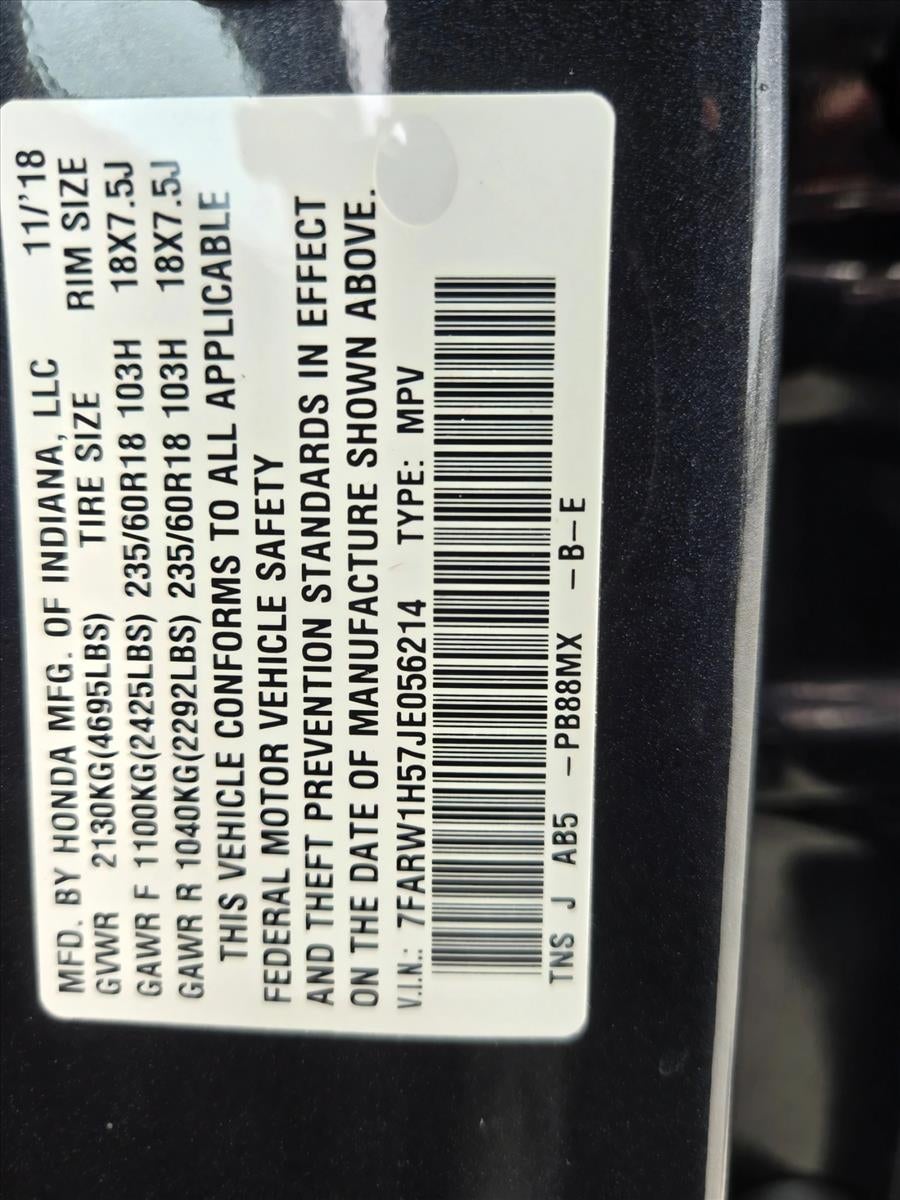 MFD. BY HONDA MFG. OF INDIANA, LLC 11/'18
GVWR 2130KG(4695LBS) TIRE SIZE RIM SIZE
GAWR F 1100KG(2425LBS) 235/60R18 103H 18X7.5J
GAWR R 1040KG(2292LBS) 235/60R18 103H 18X7.5J
THIS VEHICLE CONFORMS TO ALL APPLICABLE
FEDERAL MOTOR VEHICLE SAFETY
AND THEFT PREVENTION STANDARDS IN EFFECT
ON THE DATE OF MANUFACTURE SHOWN ABOVE.
V.I.N.: 7FARW1H57JE056214 TYPE: MPV
TNS J AB5 -PB88MX -B-E